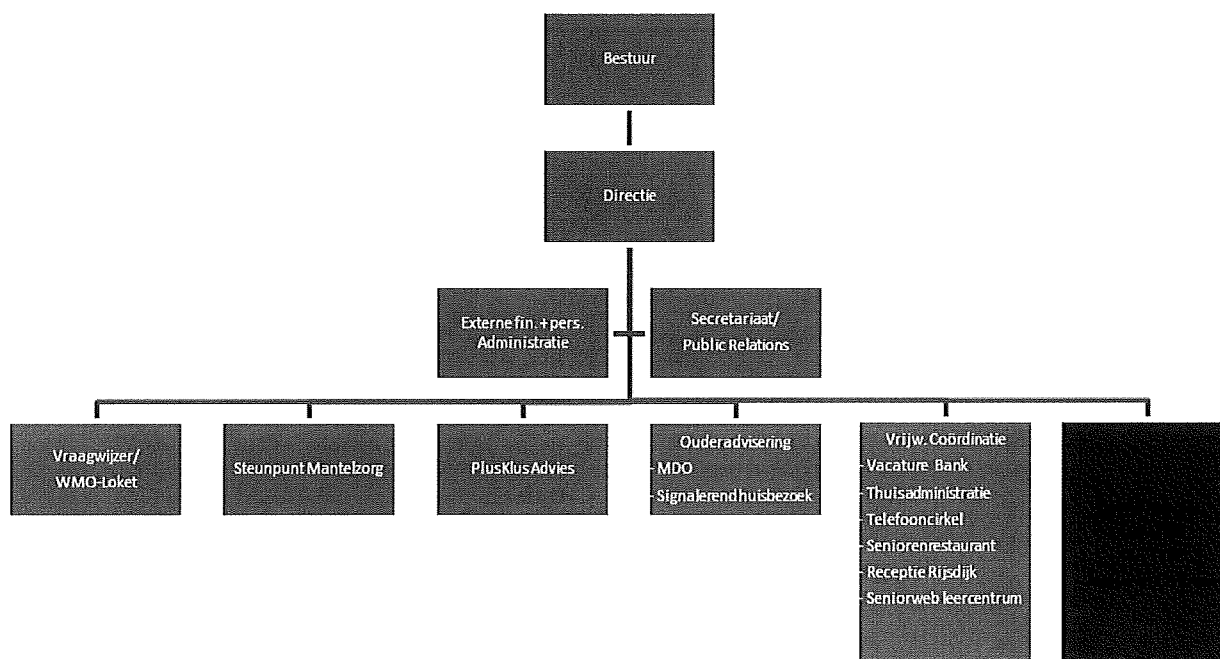 Bestuur
Directie
Externe fin. + pers.
Administratie
Secretariaat/
Public Relations
Vraagwijzer/
WMO-Loket
Steunpunt Mantelzorg
PlusKlus Advies
Ouderadvisering
- MDO
- Signalerend huisbezoek
Vrijw. Coördinatie
- Vacature Bank
- Thuisadministratie
- Telefooncirkel
- Seniorenrestaurant
- Receptie Rijsdijk
- Seniorweb leercentrum